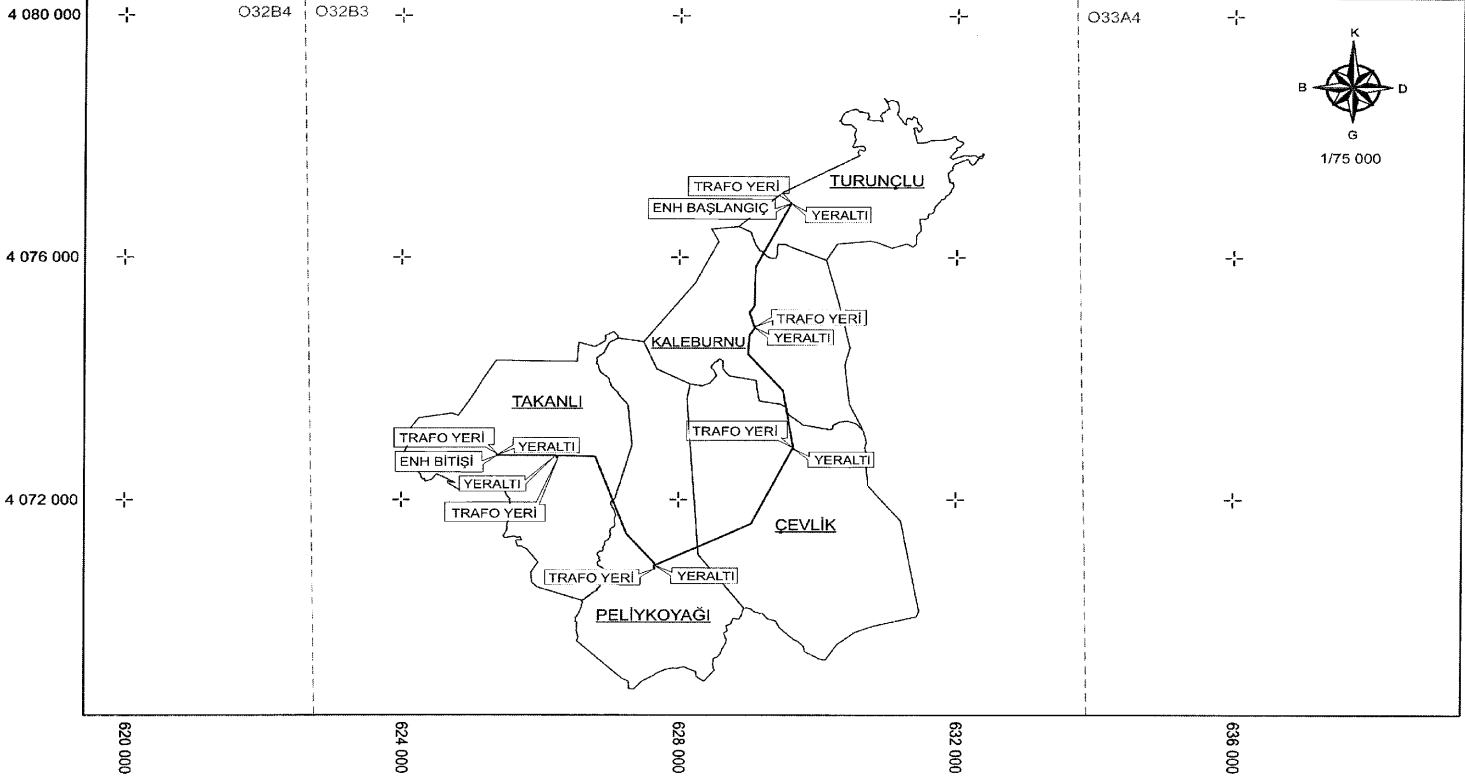 4 080 000
O32B4
O32B3
O33A4
K
B
D
G
1/75 000
TURUNÇLU
TRAFO YERİ
ENH BAŞLANGIÇ
YERALTI
4 076 000
TRAFO YERİ
YERALTI
KALEBURNU
TAKANLI
TRAFO YERİ
TRAFO YERİ
YERALTI
ENH BİTİŞİ
YERALTI
YERALTI
4 072 000
TRAFO YERİ
ÇEVLİK
TRAFO YERİ
YERALTI
PELİYKOYAĞI
620 000
624 000
628 000
632 000
636 000